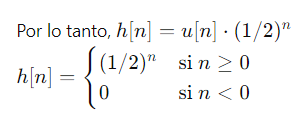 Por lo tanto, h[n] = u[n] · (1/2)ⁿ
h[n] = { (1/2)ⁿ si n ≥ 0
0 si n < 0